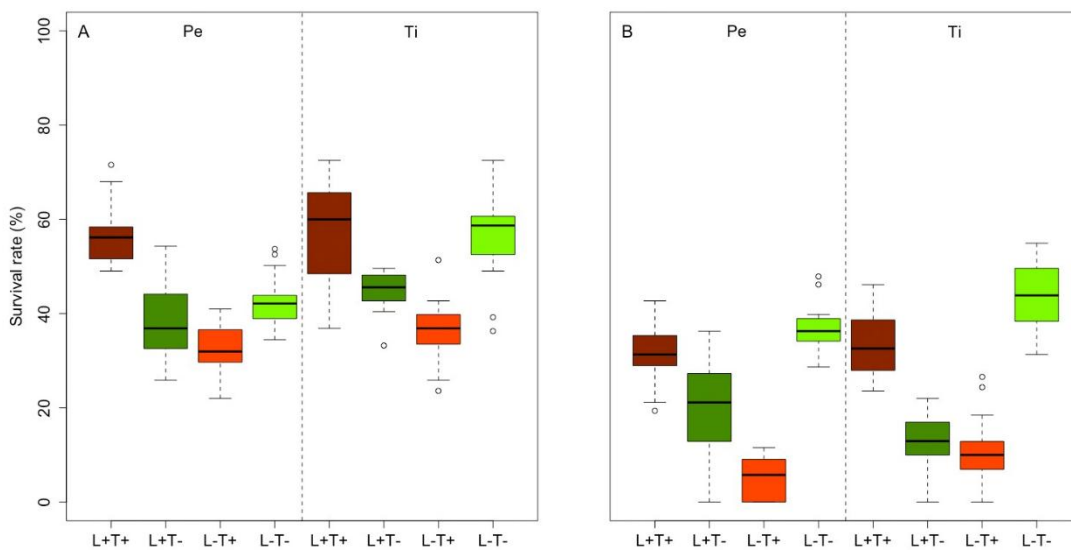 A Pe Ti
B Pe Ti
Survival rate (%)
100
80
60
40
20
0
L+T+ L+T- L-T+ L-T- L+T+ L+T- L-T+ L-T-
L+T+ L+T- L-T+ L-T- L+T+ L+T- L-T+ L-T-